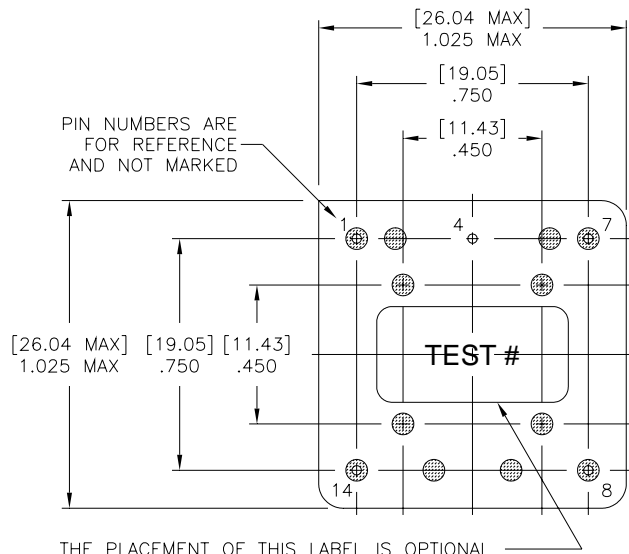 [26.04 MAX]
1.025 MAX
[19.05]
.750
[11.43]
.450
PIN NUMBERS ARE
FOR REFERENCE
AND NOT MARKED
1
4
7
[26.04 MAX]
1.025 MAX
[19.05]
.750
[11.43]
.450
TEST #
14
8
THE PLACEMENT OF THIS LABEL IS OPTIONAL